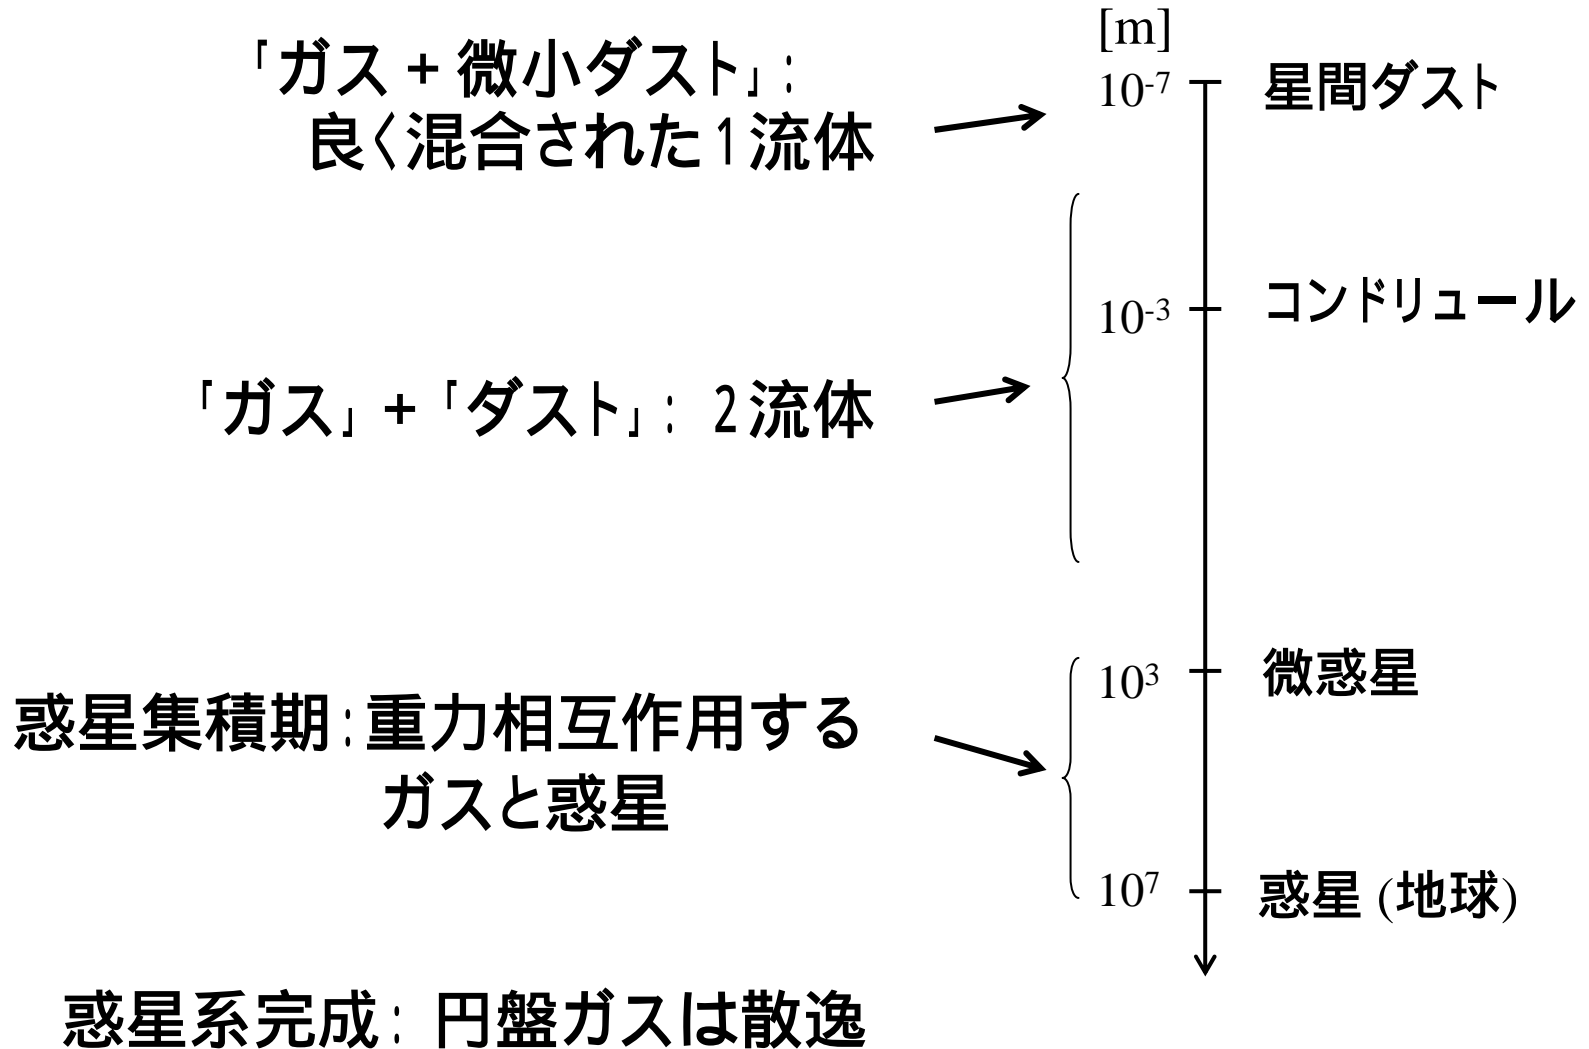 [m]
「ガス + 微小ダスト」:
良く混合された1流体
10-7 星間ダスト
10-3 コンドリュール
「ガス」+「ダスト」: 2流体
103 微惑星
惑星集積期:重力相互作用する
ガスと惑星
107 惑星 (地球)
惑星系完成: 円盤ガスは散逸